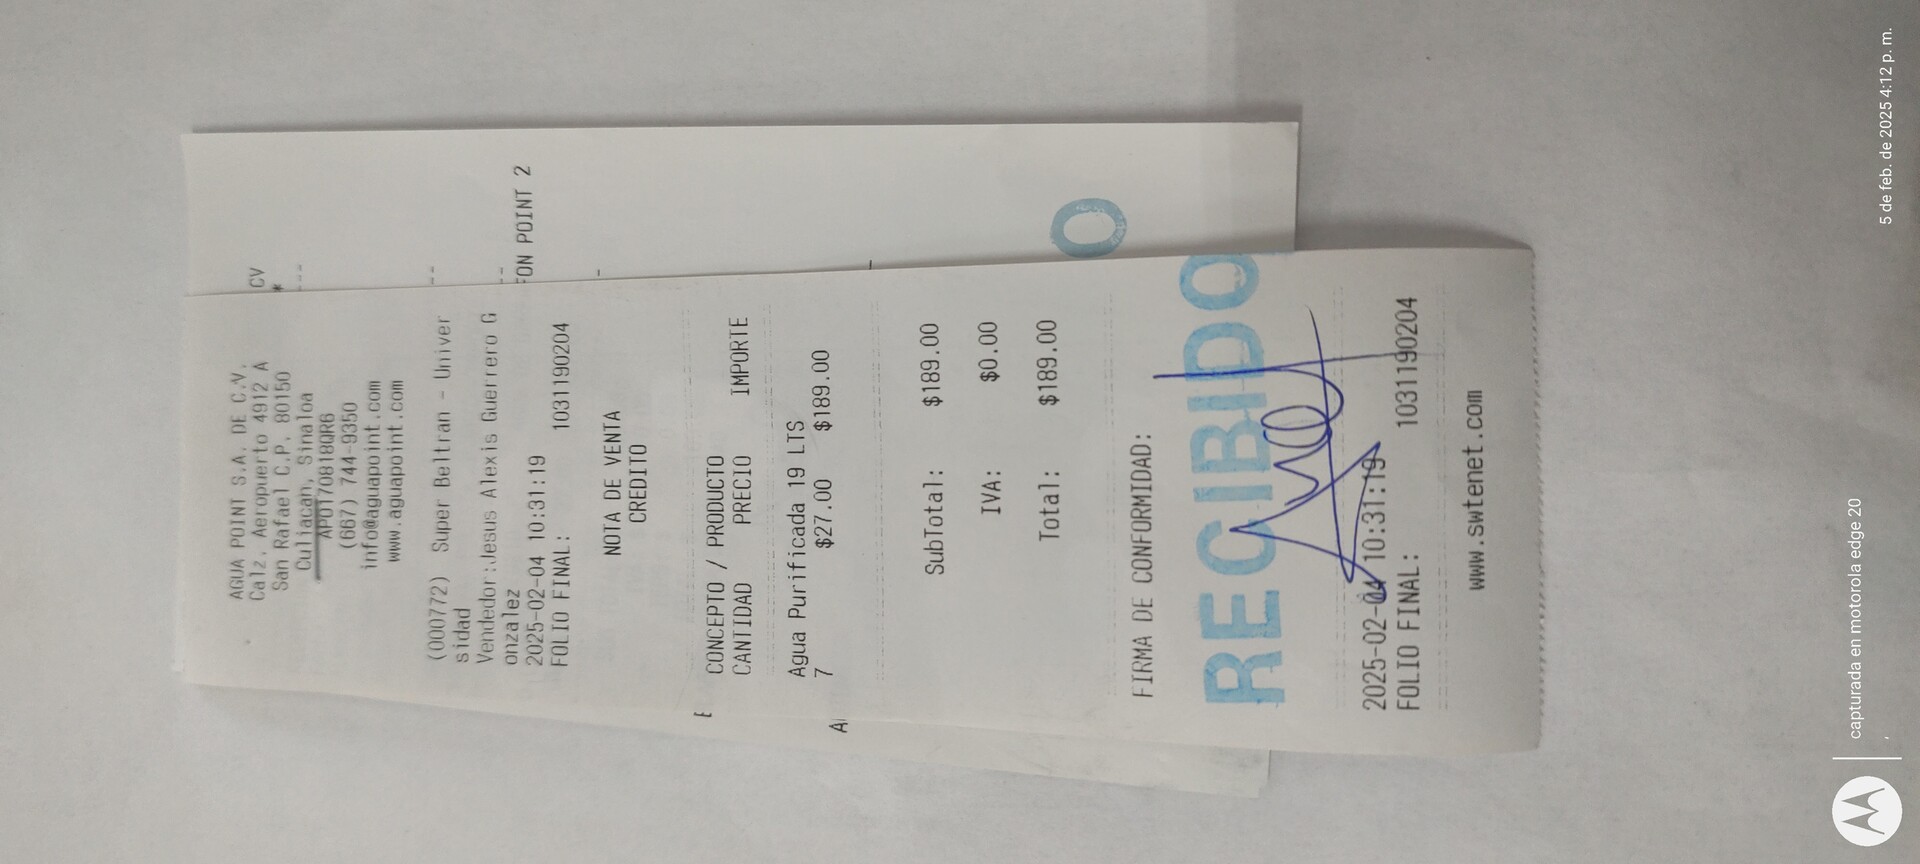 AGUA POINT S.A. DE C.V.
Calz. Aeropuerto 4912 A
San Rafael C.P. 80150
Culiacan, Sinaloa
APOT70818QR6
(667) 744-9350
info@aguapoint.com
www.aguapoint.com
(000772) Super Beltran - Univer
sidad
Vendedor:Jesus Alexis Guerrero G
onzalez
2025-02-04 10:31:19
FOLIO FINAL: 1031190204
NOTA DE VENTA
CREDITO
CONCEPTO / PRODUCTO
CANTIDAD PRECIO IMPORTE
Agua Purificada 19 LTS
7 $27.00 $189.00
SubTotal: $189.00
IVA: $0.00
Total: $189.00
FIRMA DE CONFORMIDAD:
RECIBIDO
2025-02-04 10:31:19
FOLIO FINAL: 1031190204
www.swtenet.com
CV
*
ON POINT 2
O
capturada en motorola edge 20
5 de feb. de 2025 4:12 p. m.